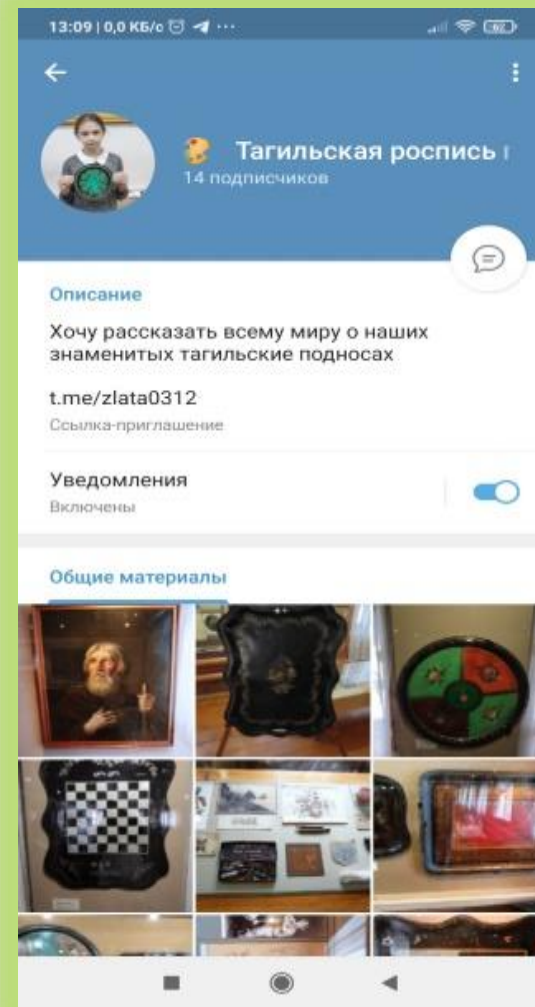 13:09 | 0,0 КБ/с ...
Тагильская роспись
14 подписчиков
Описание
Хочу рассказать всему миру о наших
знаменитых тагильские подносах
t.me/zlata0312
Ссылка-приглашение
Уведомления
Включены
Общие материалы